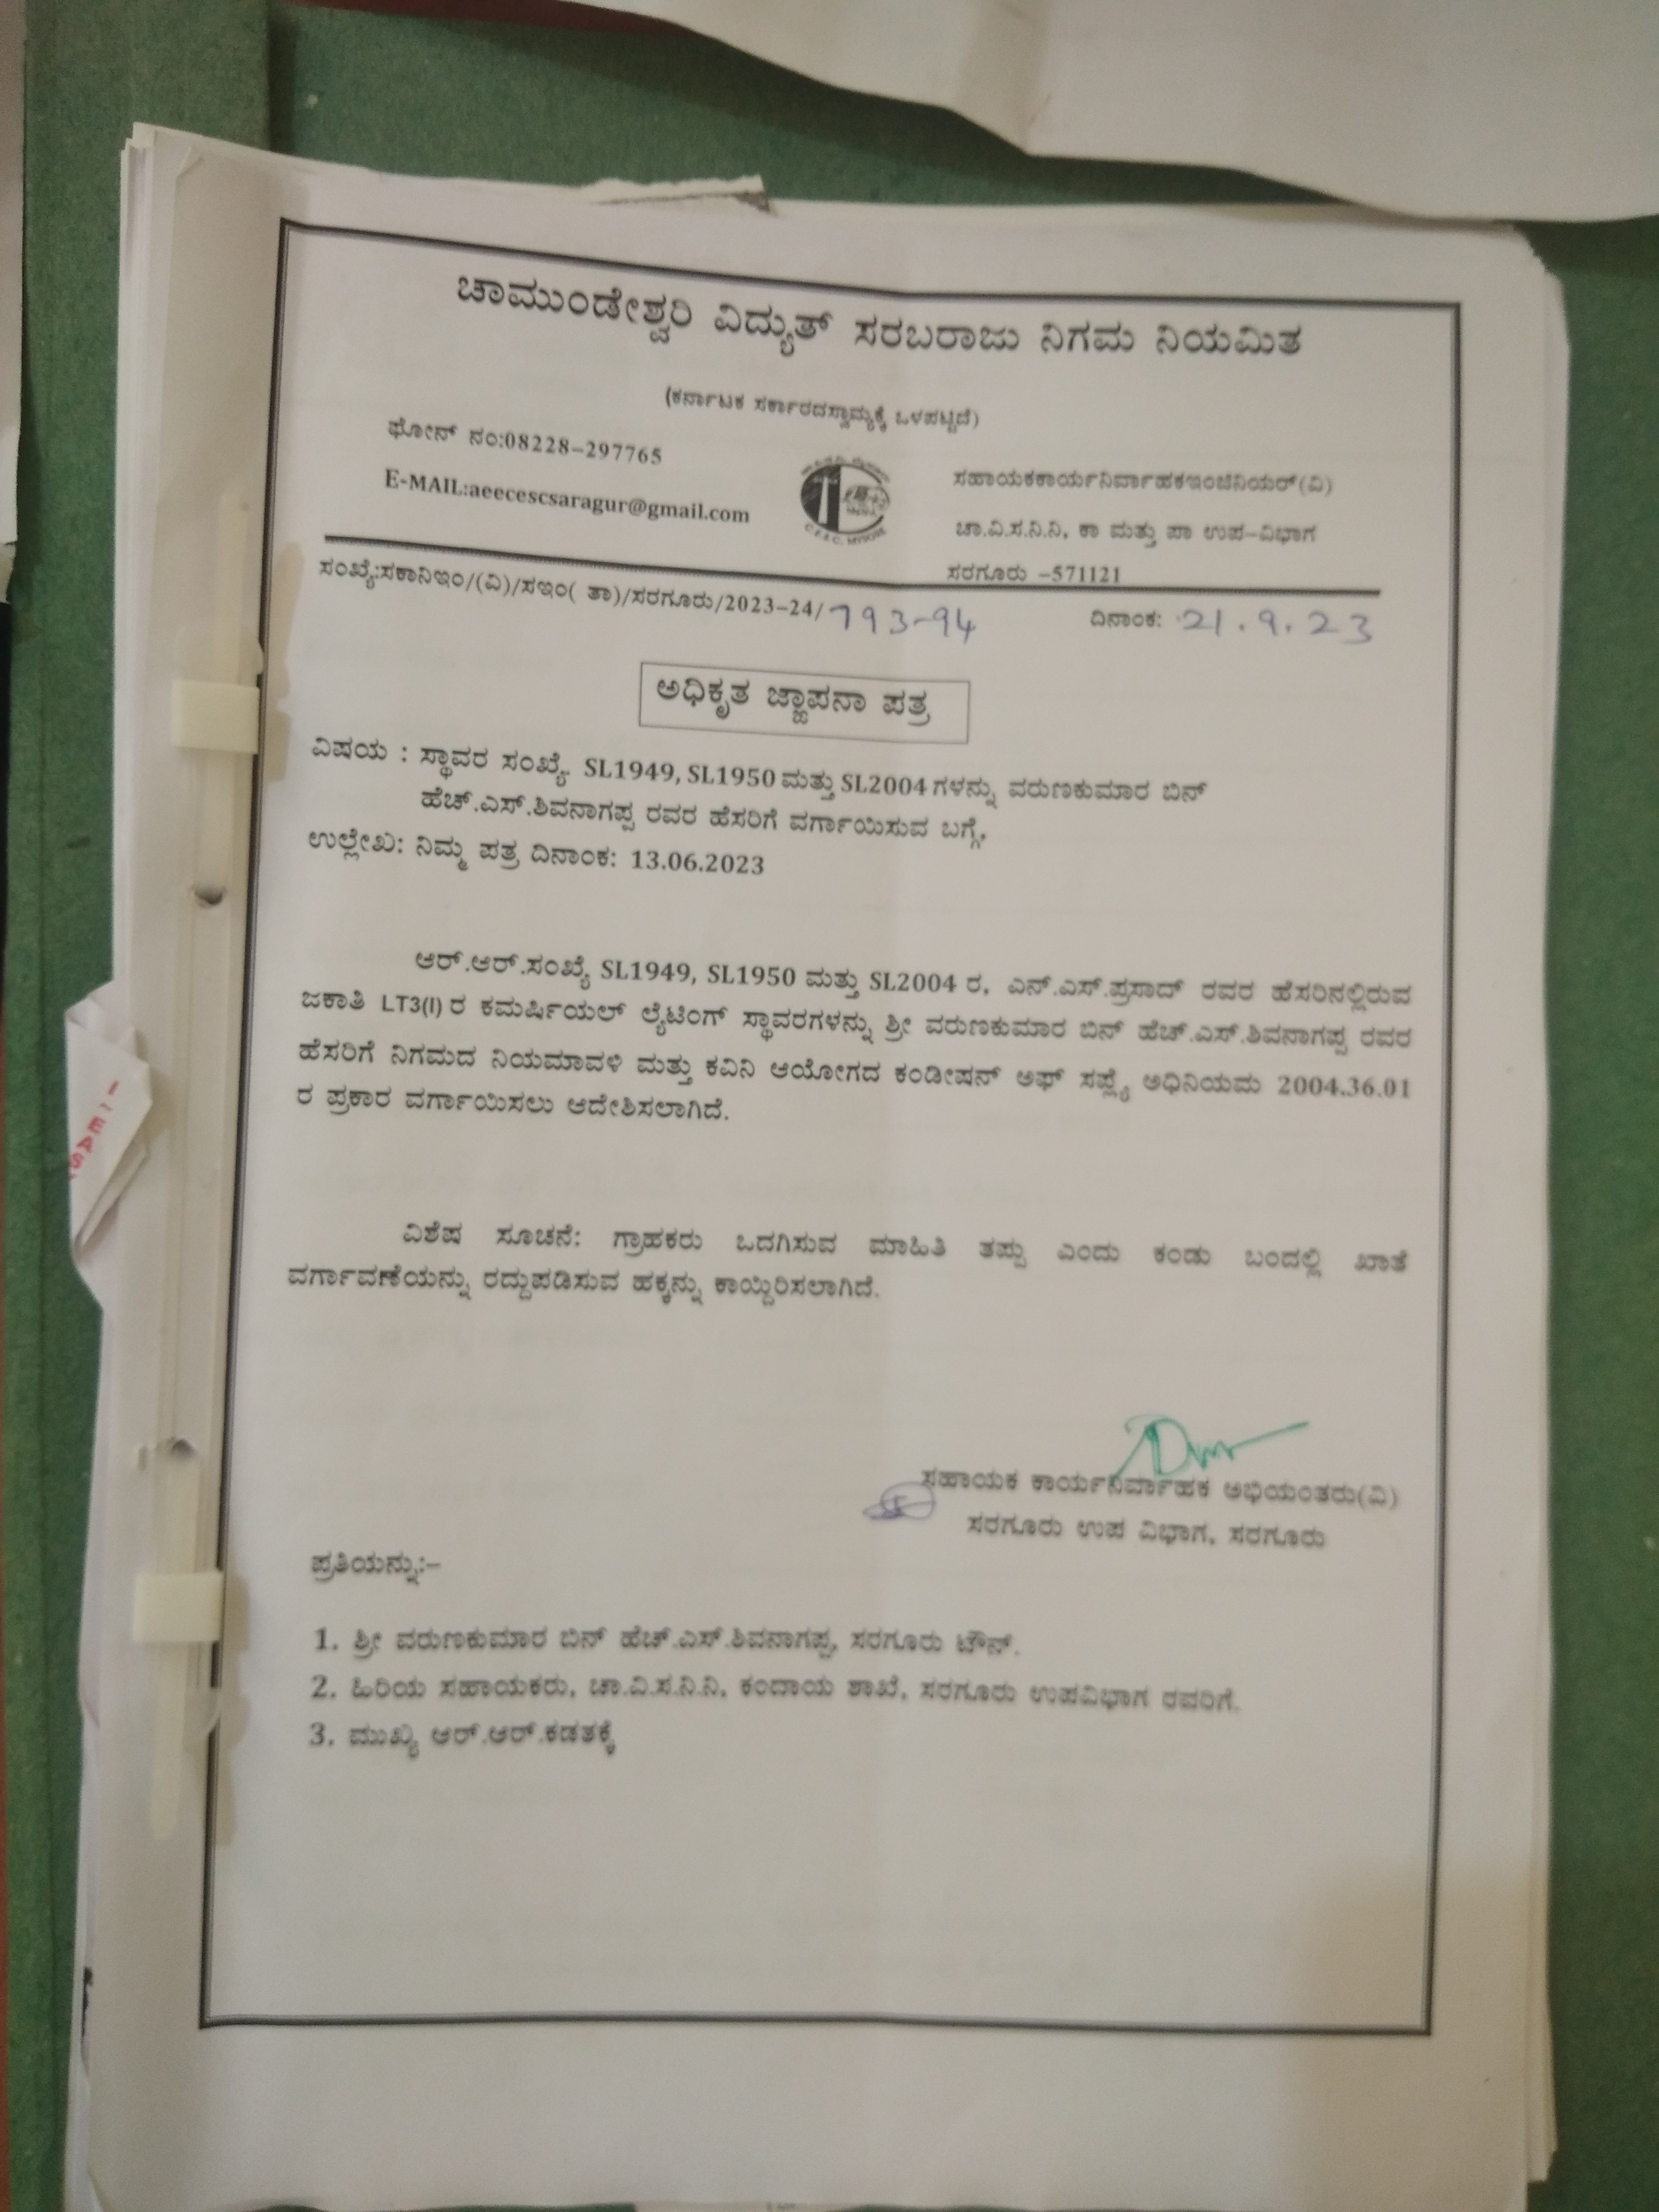 ಚಾಮುಂಡೇಶ್ವರಿ ವಿದ್ಯುತ್ ಸರಬರಾಜು ನಿಗಮ ನಿಯಮಿತ
(ಕರ್ನಾಟಕ ಸರ್ಕಾರದಸ್ವಾಮ್ಯಕ್ಕೆ ಒಳಪಟ್ಟಿದೆ)
ಫೋನ್ ನಂ:08228-297765
E-MAIL:aeecescsaragur@gmail.com
ಸಹಾಯಕಕಾರ್ಯನಿರ್ವಾಹಕಇಂಜಿನಿಯರ್(ವಿ)
ಚಾ.ವಿ.ಸ.ನಿ.ನಿ, ಕಾ ಮತ್ತು ಪಾ ಉಪ-ವಿಭಾಗ
ಸರಗೂರು -571121
C.E.S.C. MYSORE
ಸಂಖ್ಯೆ:ಸಕಾನಿಇಂ/(ವಿ)/ಸಇಂ( ತಾ)/ಸರಗೂರು/2023-24/793-94 ದಿನಾಂಕ: 21.9.23
ಅಧಿಕೃತ ಜ್ಞಾಪನಾ ಪತ್ರ
ವಿಷಯ : ಸ್ಥಾವರ ಸಂಖ್ಯೆ SL1949, SL1950 ಮತ್ತು SL2004 ಗಳನ್ನು ವರುಣಕುಮಾರ ಬಿನ್
ಹೆಚ್.ಎಸ್.ಶಿವನಾಗಪ್ಪ ರವರ ಹೆಸರಿಗೆ ವರ್ಗಾಯಿಸುವ ಬಗ್ಗೆ,
ಉಲ್ಲೇಖ: ನಿಮ್ಮ ಪತ್ರ ದಿನಾಂಕ: 13.06.2023
ಆರ್.ಆರ್.ಸಂಖ್ಯೆ SL1949, SL1950 ಮತ್ತು SL2004 ರ, ಎನ್.ಎಸ್.ಪ್ರಸಾದ್ ರವರ ಹೆಸರಿನಲ್ಲಿರುವ
ಜಕಾತಿ LT3(I) ರ ಕಮರ್ಷಿಯಲ್ ಲೈಟಿಂಗ್ ಸ್ಥಾವರಗಳನ್ನು ಶ್ರೀ ವರುಣಕುಮಾರ ಬಿನ್ ಹೆಚ್.ಎಸ್.ಶಿವನಾಗಪ್ಪ ರವರ
ಹೆಸರಿಗೆ ನಿಗಮದ ನಿಯಮಾವಳಿ ಮತ್ತು ಕವಿನಿ ಆಯೋಗದ ಕಂಡೀಷನ್ ಆಫ್ ಸಪ್ಲೈ ಅಧಿನಿಯಮ 2004.36.01
ರ ಪ್ರಕಾರ ವರ್ಗಾಯಿಸಲು ಆದೇಶಿಸಲಾಗಿದೆ.
ವಿಶೆಷ ಸೂಚನೆ: ಗ್ರಾಹಕರು ಒದಗಿಸುವ ಮಾಹಿತಿ ತಪ್ಪು ಎಂದು ಕಂಡು ಬಂದಲ್ಲಿ ಖಾತೆ
ವರ್ಗಾವಣೆಯನ್ನು ರದ್ದುಪಡಿಸುವ ಹಕ್ಕನ್ನು ಕಾಯ್ದಿರಿಸಲಾಗಿದೆ.
ಸಹಾಯಕ ಕಾರ್ಯನಿರ್ವಾಹಕ ಅಭಿಯಂತರು(ವಿ)
ಸರಗೂರು ಉಪ ವಿಭಾಗ, ಸರಗೂರು
ಪ್ರತಿಯನ್ನು:-
1. ಶ್ರೀ ವರುಣಕುಮಾರ ಬಿನ್ ಹೆಚ್.ಎಸ್.ಶಿವನಾಗಪ್ಪ, ಸರಗೂರು ಟೌನ್.
2. ಹಿರಿಯ ಸಹಾಯಕರು, ಚಾ.ವಿ.ಸ.ನಿ.ನಿ, ಕಂದಾಯ ಶಾಖೆ, ಸರಗೂರು ಉಪವಿಭಾಗ ರವರಿಗೆ.
3. ಮುಖ್ಯ ಆರ್.ಆರ್.ಕಡತಕ್ಕೆ